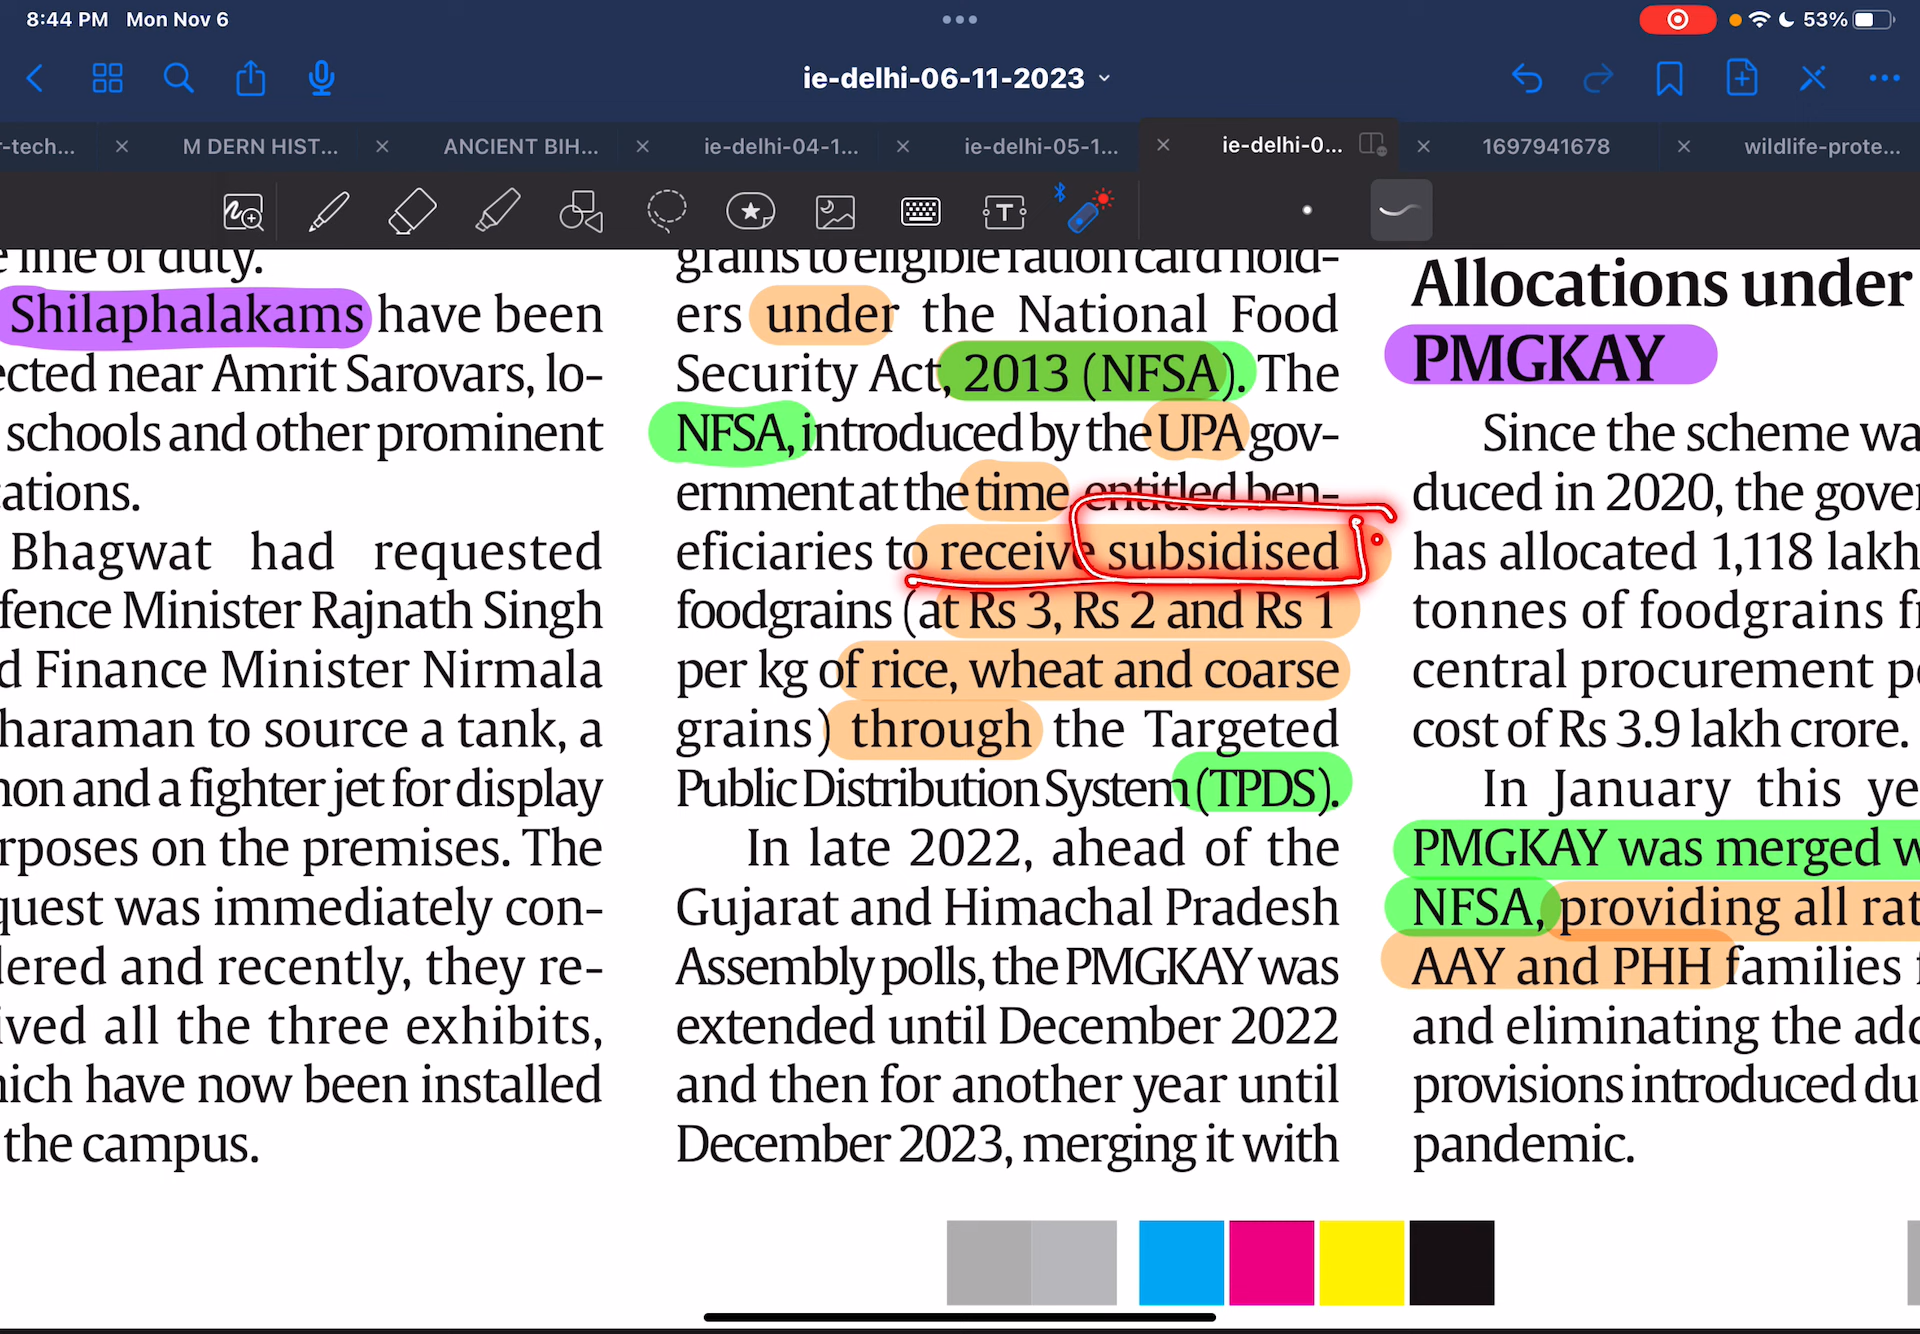 8:44 PM Mon Nov 6
53%
ie-delhi-06-11-2023
-tech...
M DERN HIST...
ANCIENT BIH...
ie-delhi-04-1...
ie-delhi-05-1...
ie-delhi-0...
1697941678
wildlife-prote...
e line of duty.
Shilaphalakams have been
ected near Amrit Sarovars, lo-
schools and other prominent
ations.
Bhagwat had requested
fence Minister Rajnath Singh
d Finance Minister Nirmala
haraman to source a tank, a
non and a fighter jet for display
rposes on the premises. The
quest was immediately con-
dered and recently, they re-
ived all the three exhibits,
hich have now been installed
the campus.
grains to eligible ration card hold-
ers under the National Food
Security Act, 2013 (NFSA). The
NFSA, introduced by the UPA gov-
ernment at the time entitled ben-
eficiaries to receive subsidised
foodgrains (at Rs 3, Rs 2 and Rs 1
per kg of rice, wheat and coarse
grains) through the Targeted
Public Distribution System (TPDS).
In late 2022, ahead of the
Gujarat and Himachal Pradesh
Assembly polls, the PMGKAY was
extended until December 2022
and then for another year until
December 2023, merging it with
Allocations under
PMGKAY
Since the scheme wa
duced in 2020, the gover
has allocated 1,118 lakh
tonnes of foodgrains f
central procurement p
cost of Rs 3.9 lakh crore.
In January this ye
PMGKAY was merged w
NFSA, providing all rat
AAY and PHH families f
and eliminating the add
provisions introduced du
pandemic.